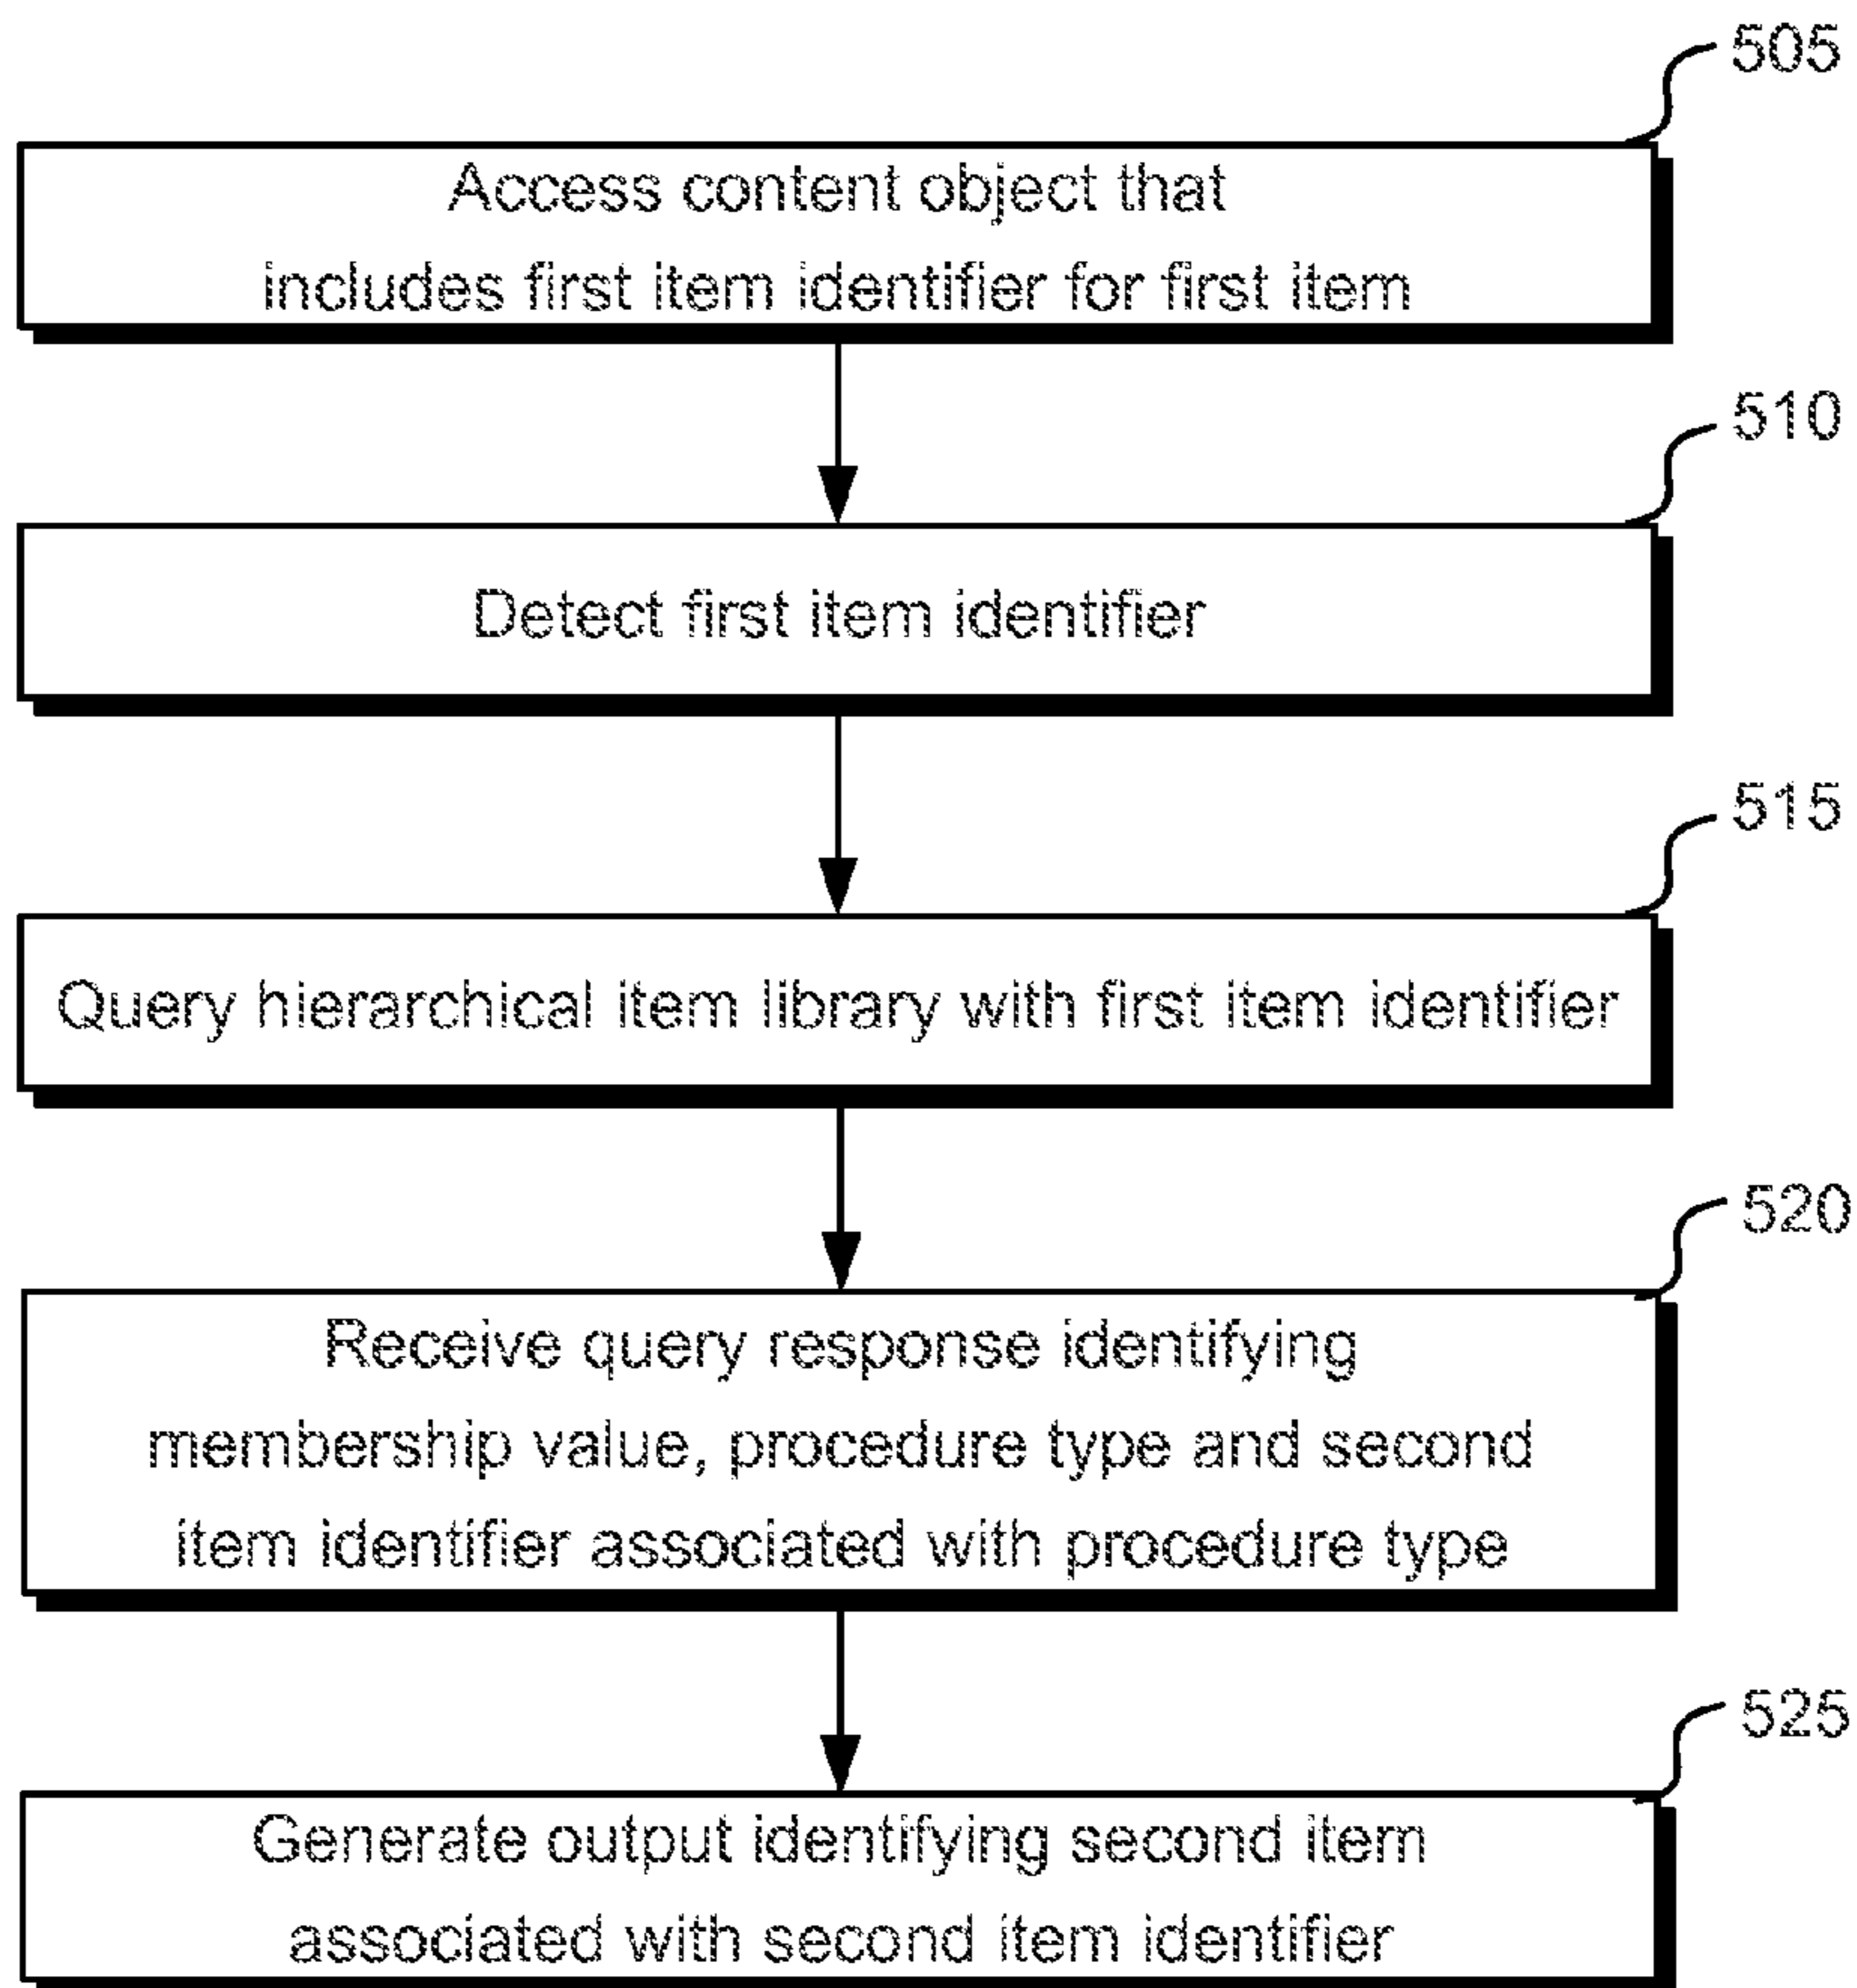 505
Access content object that
includes first item identifier for first item
510
Detect first item identifier
515
Query hierarchical item library with first item identifier
520
Receive query response identifying
membership value, procedure type and second
item identifier associated with procedure type
525
Generate output identifying second item
associated with second item identifier